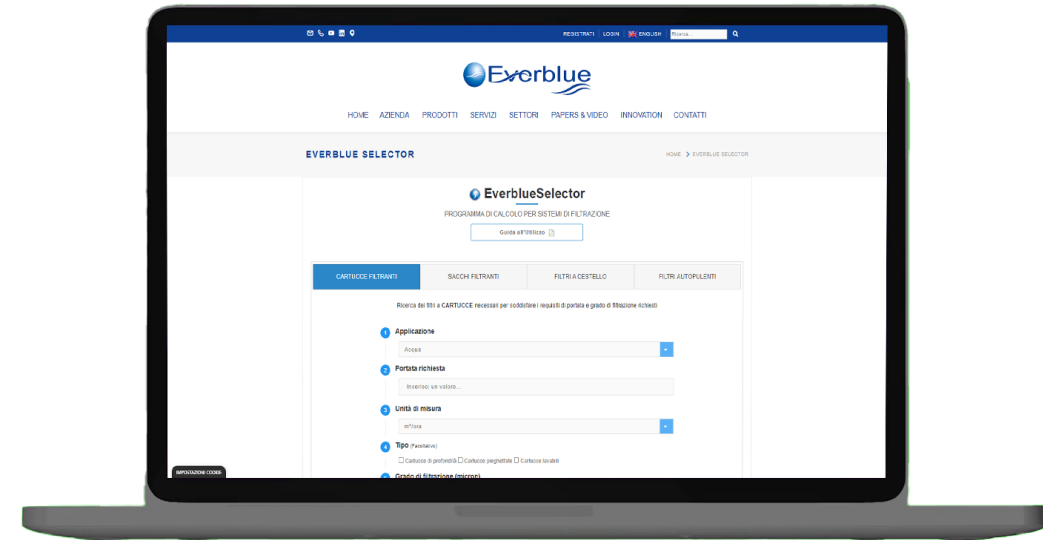 REGISTRATI LOGIN ENGLISH Ricerca...
Everblue
HOME AZIENDA PRODOTTI SERVIZI SETTORI PAPERS & VIDEO INNOVATION CONTATTI
EVERBLUE SELECTOR
HOME > EVERBLUE SELECTOR
EverblueSelector
PROGRAMMA DI CALCOLO PER SISTEMI DI FILTRAZIONE
Guida all'Utilizzo
CARTUCCE FILTRANTI SACCHI FILTRANTI FILTRI A CESTELLO FILTRI AUTOPULENTI
Ricerca dei filtri a CARTUCCE necessari per soddisfare i requisiti di portata e grado di filtrazione richiesti
1 Applicazione
Acqua
2 Portata richiesta
Inserisci un valore...
3 Unità di misura
m³/ora
4 Tipo (Facoltativo)
Cartucce di profondità Cartucce pieghettate Cartucce lavabili
Grado di filtrazione (micron)
IMPOSTAZIONI COOKIE